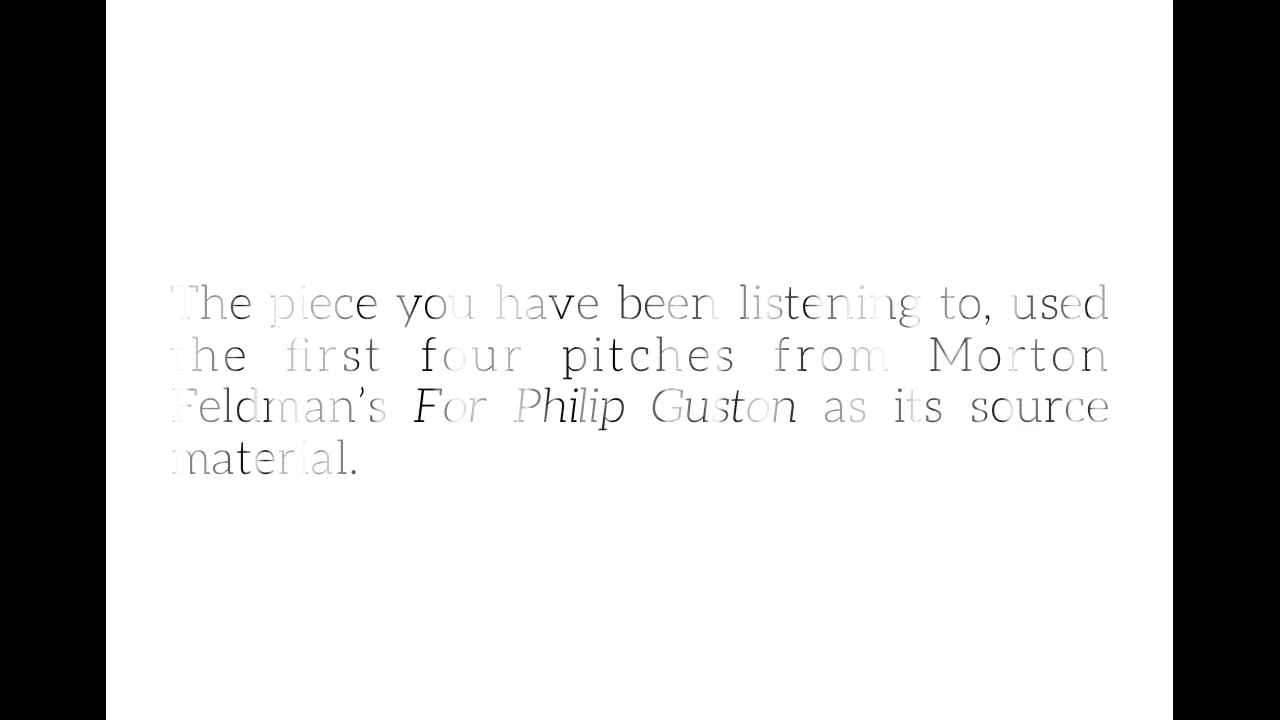 The piece you have been listening to, used
the first four pitches from Morton
Feldman’s For Philip Guston as its source
material.